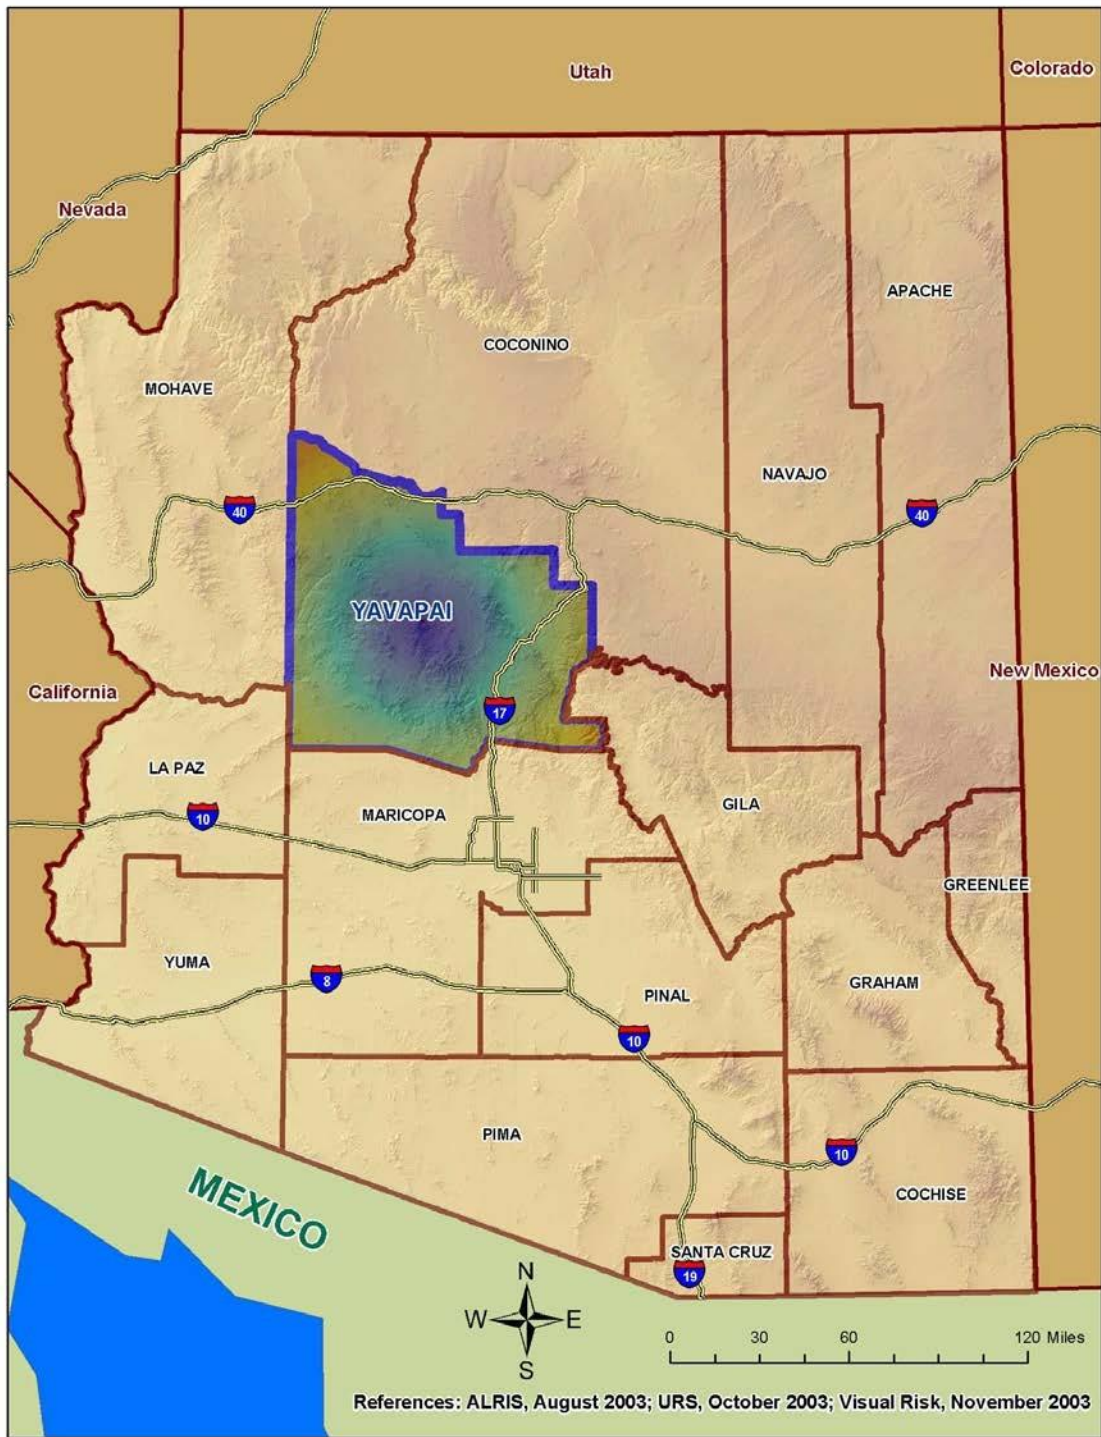 Utah
Colorado
Nevada
APACHE
COCONINO
MOHAVE
NAVAJO
40
40
YAVAPAI
New Mexico
California
17
LA PAZ
GILA
10
MARICOPA
GREENLEE
YUMA
8
GRAHAM
PINAL
10
PIMA
10
MEXICO
COCHISE
SANTA CRUZ
19
N
W
E
S
0 30 60 120 Miles
References: ALRIS, August 2003; URS, October 2003; Visual Risk, November 2003